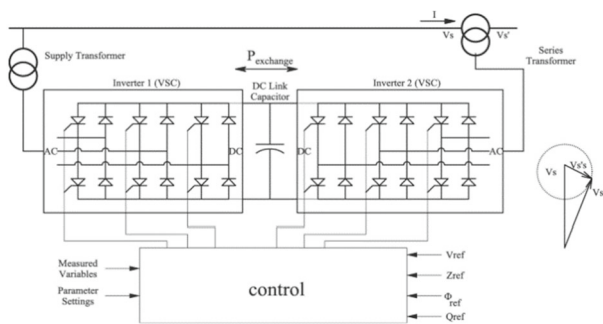 I
Vs
Vs'
Supply Transformer
P exchange
Series
Transformer
Inverter 1 (VSC)
DC Link
Capacitor
Inverter 2 (VSC)
AC
DC
DC
AC
Vs
Vs's
Vs'
Measured
Variables
Parameter
Settings
control
Vref
Zref
Φref
Qref